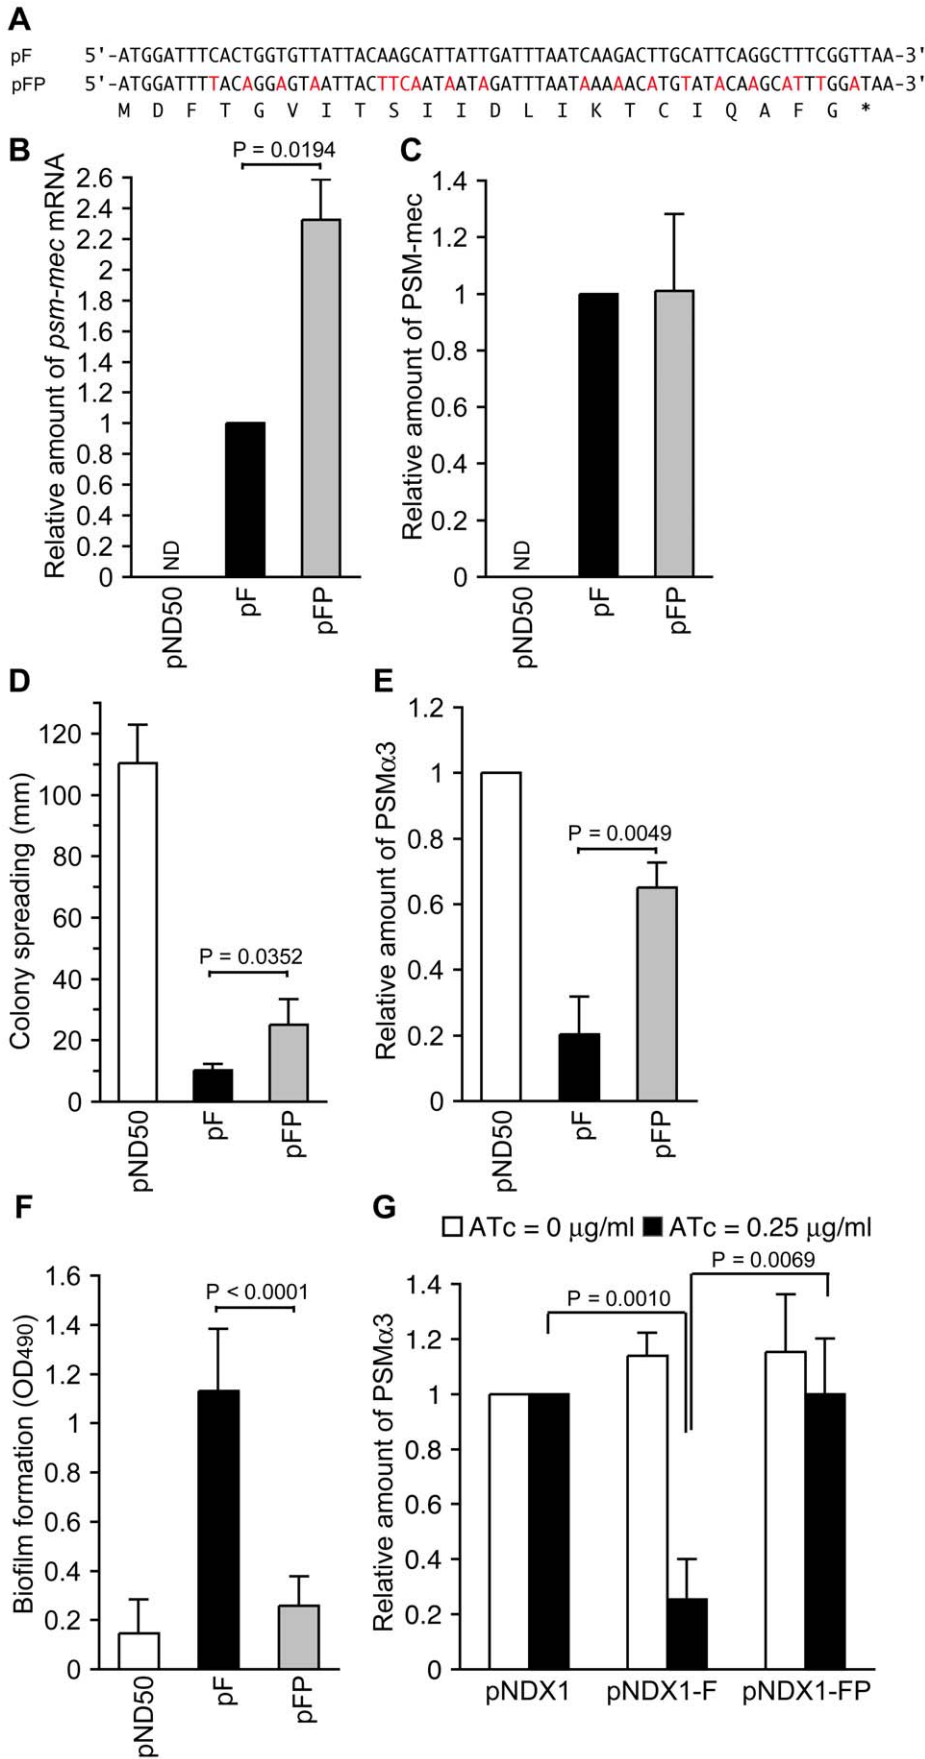 A
pF 5'-ATGGATTTCACTGGTGTTATTACAAGCATTATTGATTTAATCAAGACTTGCATTCAGGCTTTCGGTTAA-3'
pFP 5'-ATGGATTTTACAGGAGTAATTACTTCAATAATAGATTTAATAAAAACATGTATACAAGCATTTGGATAA-3'
M D F T G V I T S I I D L I K T C I Q A F G *
B
P = 0.0194
Relative amount of psm-mec mRNA
2.6
2.4
2.2
2
1.8
1.6
1.4
1.2
1
0.8
0.6
0.4
0.2
0
ND
pND50
pF
pFP
C
Relative amount of PSM-mec
1.4
1.2
1
0.8
0.6
0.4
0.2
0
ND
pND50
pF
pFP
D
Colony spreading (mm)
120
100
80
60
40
20
0
P = 0.0352
pND50
pF
pFP
E
Relative amount of PSMα3
1.2
1
0.8
0.6
0.4
0.2
0
P = 0.0049
pND50
pF
pFP
F
Biofilm formation (OD490)
1.6
1.4
1.2
1
0.8
0.6
0.4
0.2
0
P < 0.0001
pND50
pF
pFP
G
ATc = 0 μg/ml ATc = 0.25 μg/ml
P = 0.0069
P = 0.0010
Relative amount of PSMα3
1.4
1.2
1
0.8
0.6
0.4
0.2
0
pNDX1 pNDX1-F pNDX1-FP